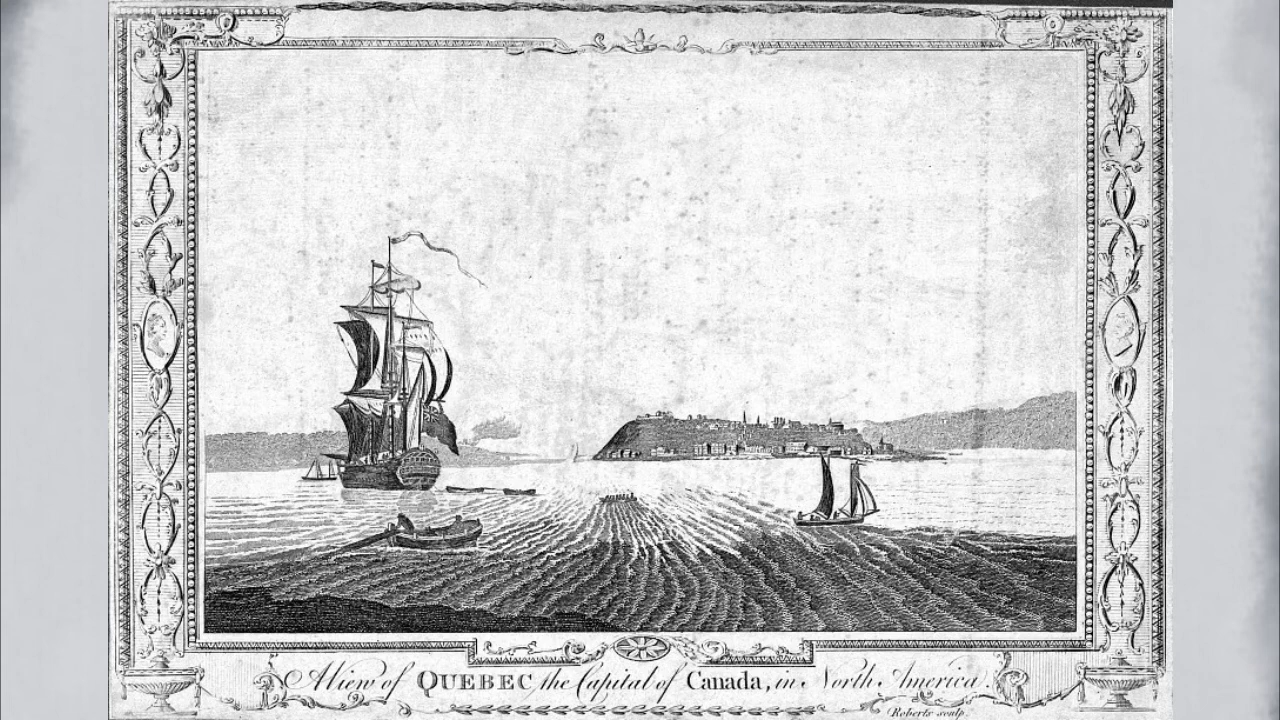 A View of QUEBEC the Capital of Canada, in North America.
Roberts sculp.